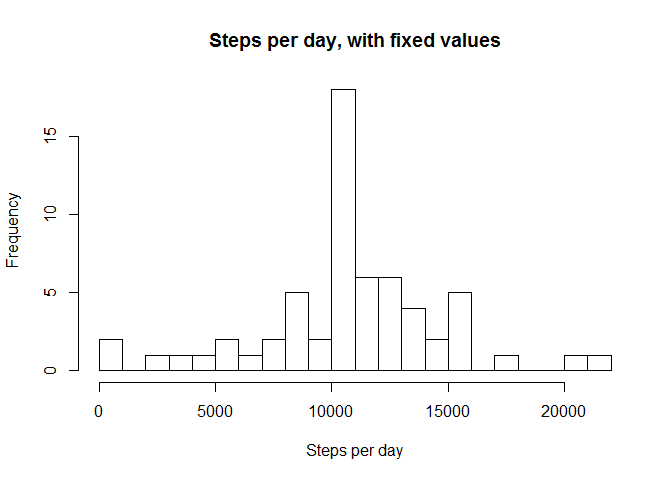 Steps per day, with fixed values
Frequency
15
10
5
0
0 5000 10000 15000 20000
Steps per day